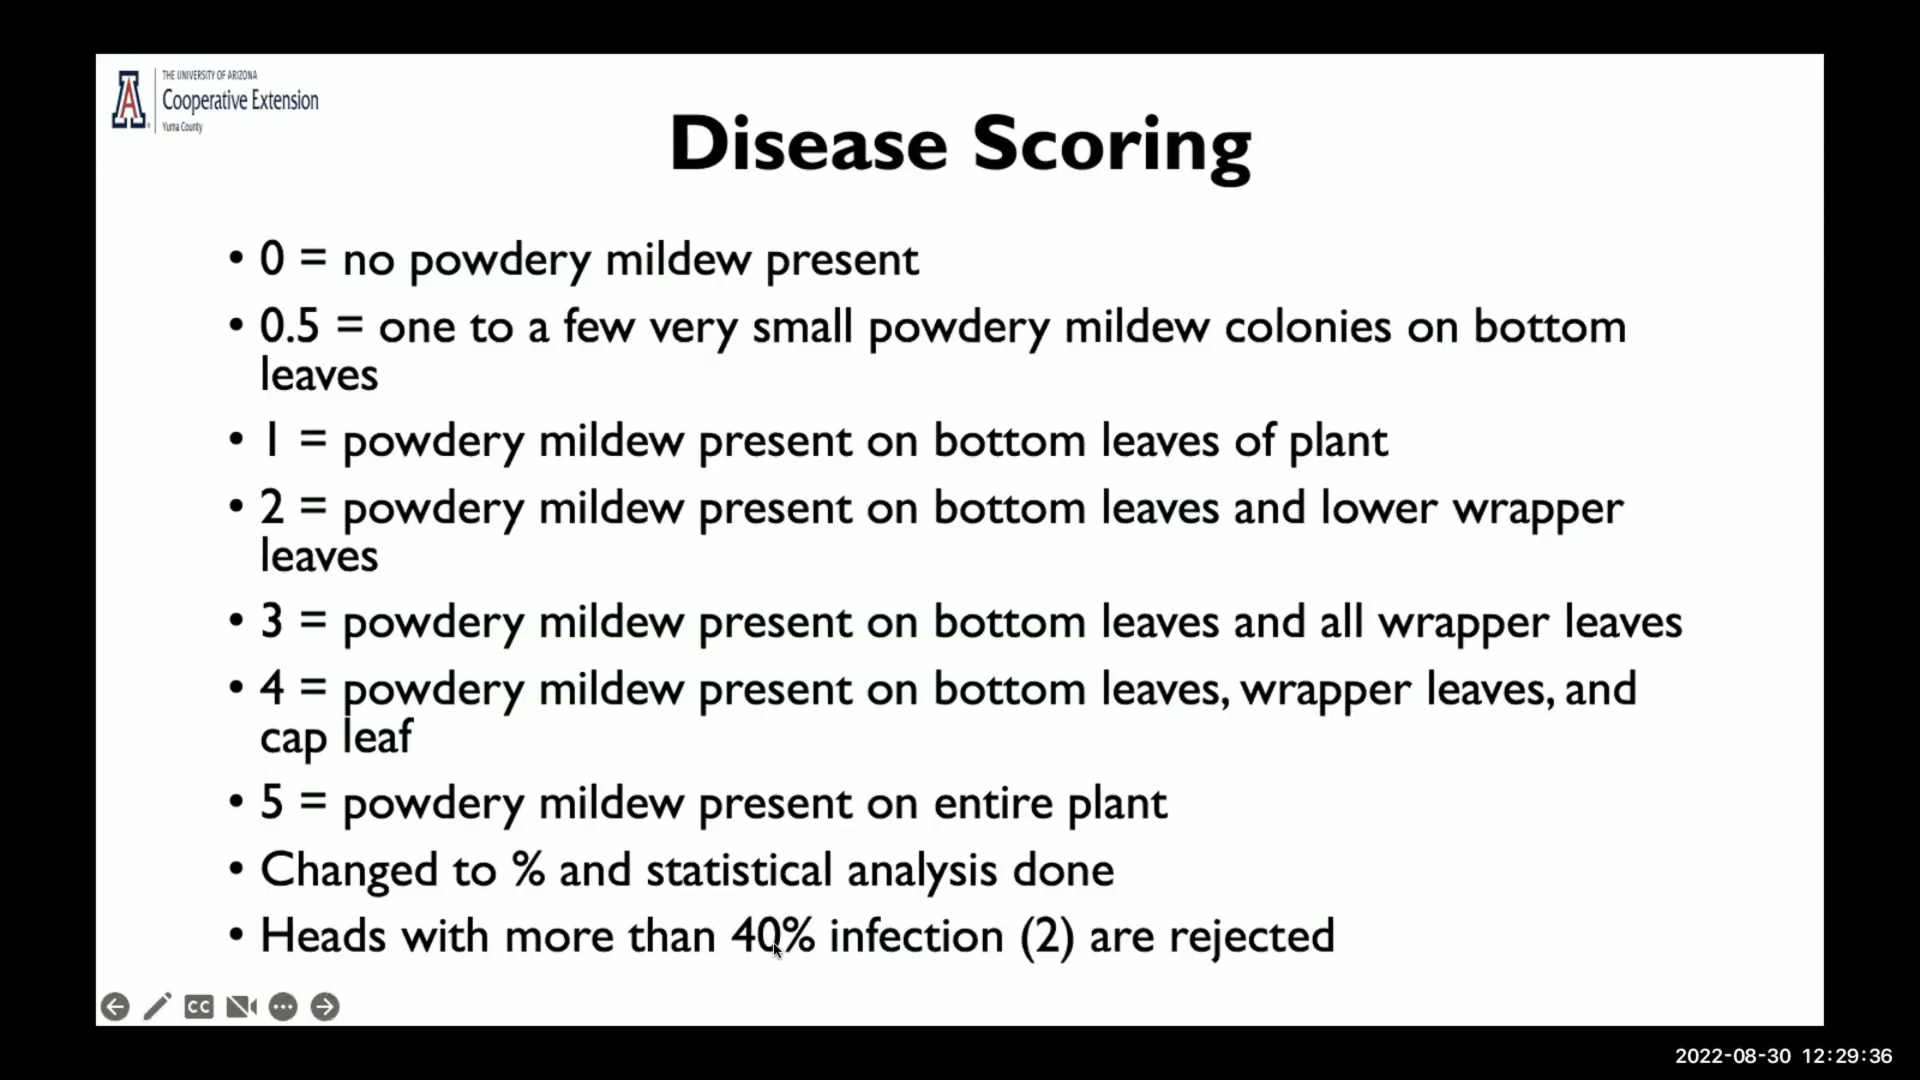 THE UNIVERSITY OF ARIZONA
Cooperative Extension
Yuma County
Disease Scoring
• 0 = no powdery mildew present
• 0.5 = one to a few very small powdery mildew colonies on bottom
leaves
• 1 = powdery mildew present on bottom leaves of plant
• 2 = powdery mildew present on bottom leaves and lower wrapper
leaves
• 3 = powdery mildew present on bottom leaves and all wrapper leaves
• 4 = powdery mildew present on bottom leaves, wrapper leaves, and
cap leaf
• 5 = powdery mildew present on entire plant
• Changed to % and statistical analysis done
• Heads with more than 40% infection (2) are rejected
CC
2022-08-30 12:29:36